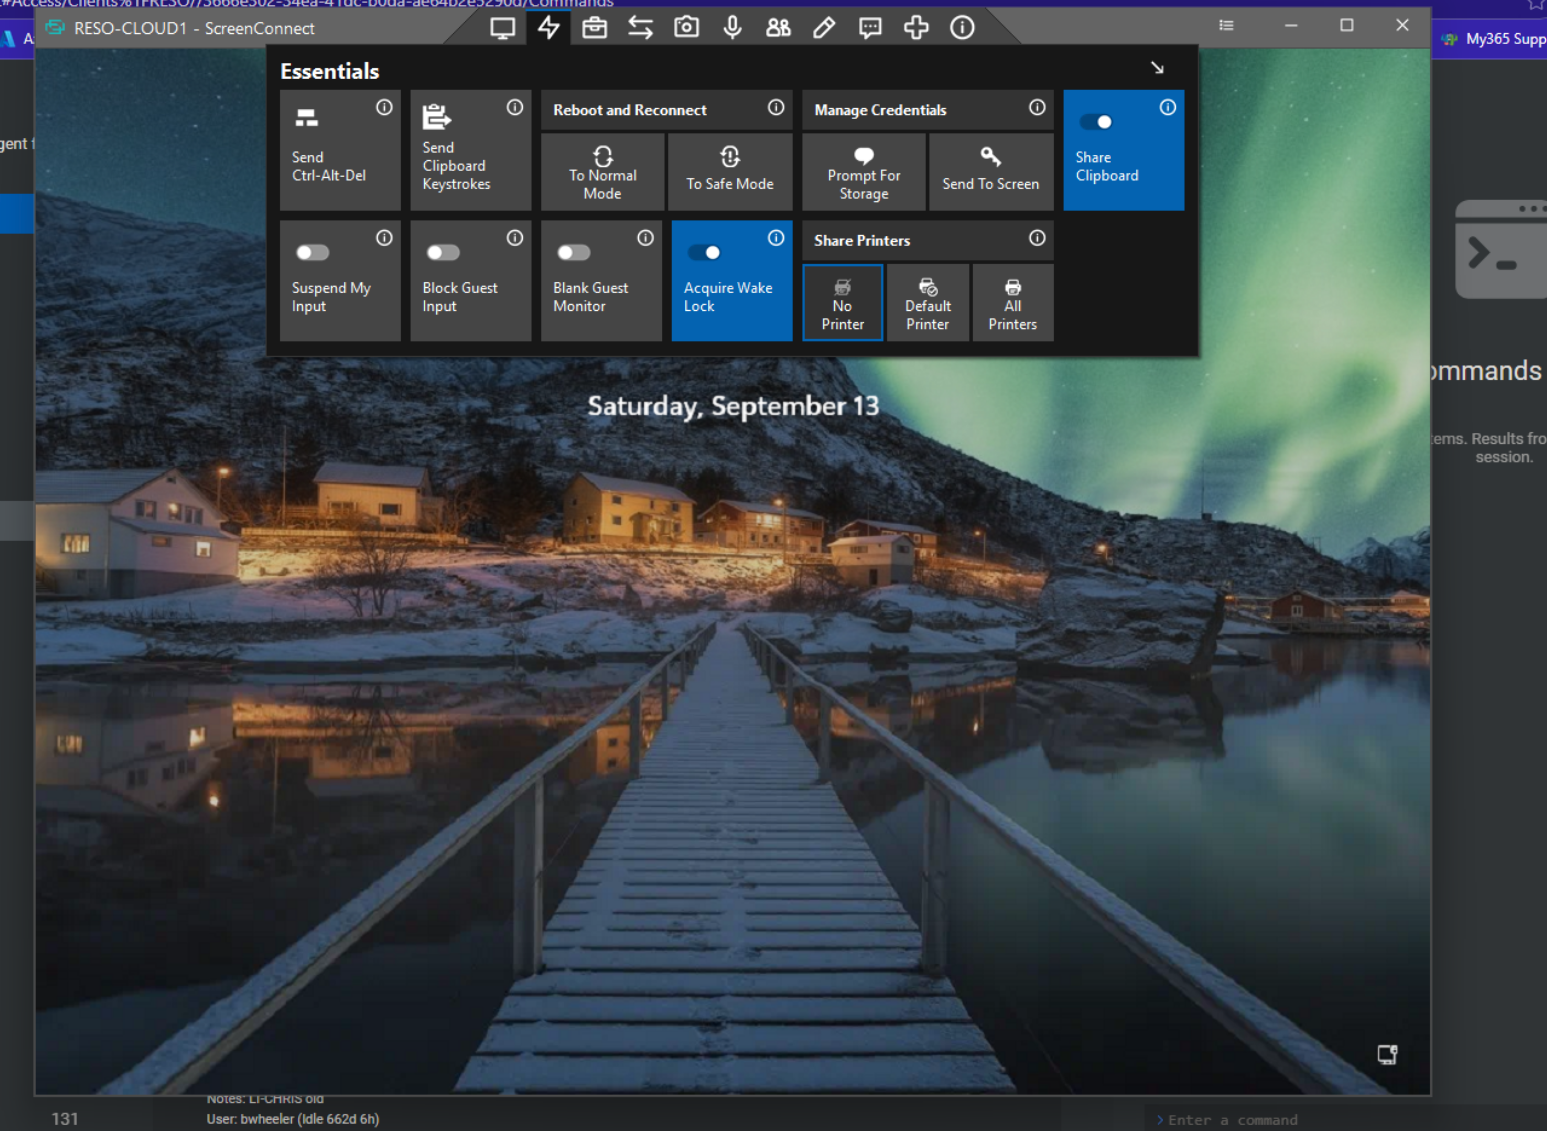 #Access/Clients%1FRESO//5666e302-34ea-41dc-b0da-ae64b2e5290d/Commands
RESO-CLOUD1 - ScreenConnect
My365 Supp
Essentials
Send
Ctrl-Alt-Del
Send
Clipboard
Keystrokes
Reboot and Reconnect
To Normal
Mode
To Safe Mode
Manage Credentials
Prompt For
Storage
Send To Screen
Share
Clipboard
Suspend My
Input
Block Guest
Input
Blank Guest
Monitor
Acquire Wake
Lock
Share Printers
No
Printer
Default
Printer
All
Printers
gent
Saturday, September 13
ommands
ems. Results fro
session.
Notes: LT-CHRIS old
131
User: bwheeler (Idle 662d 6h)
> Enter a command